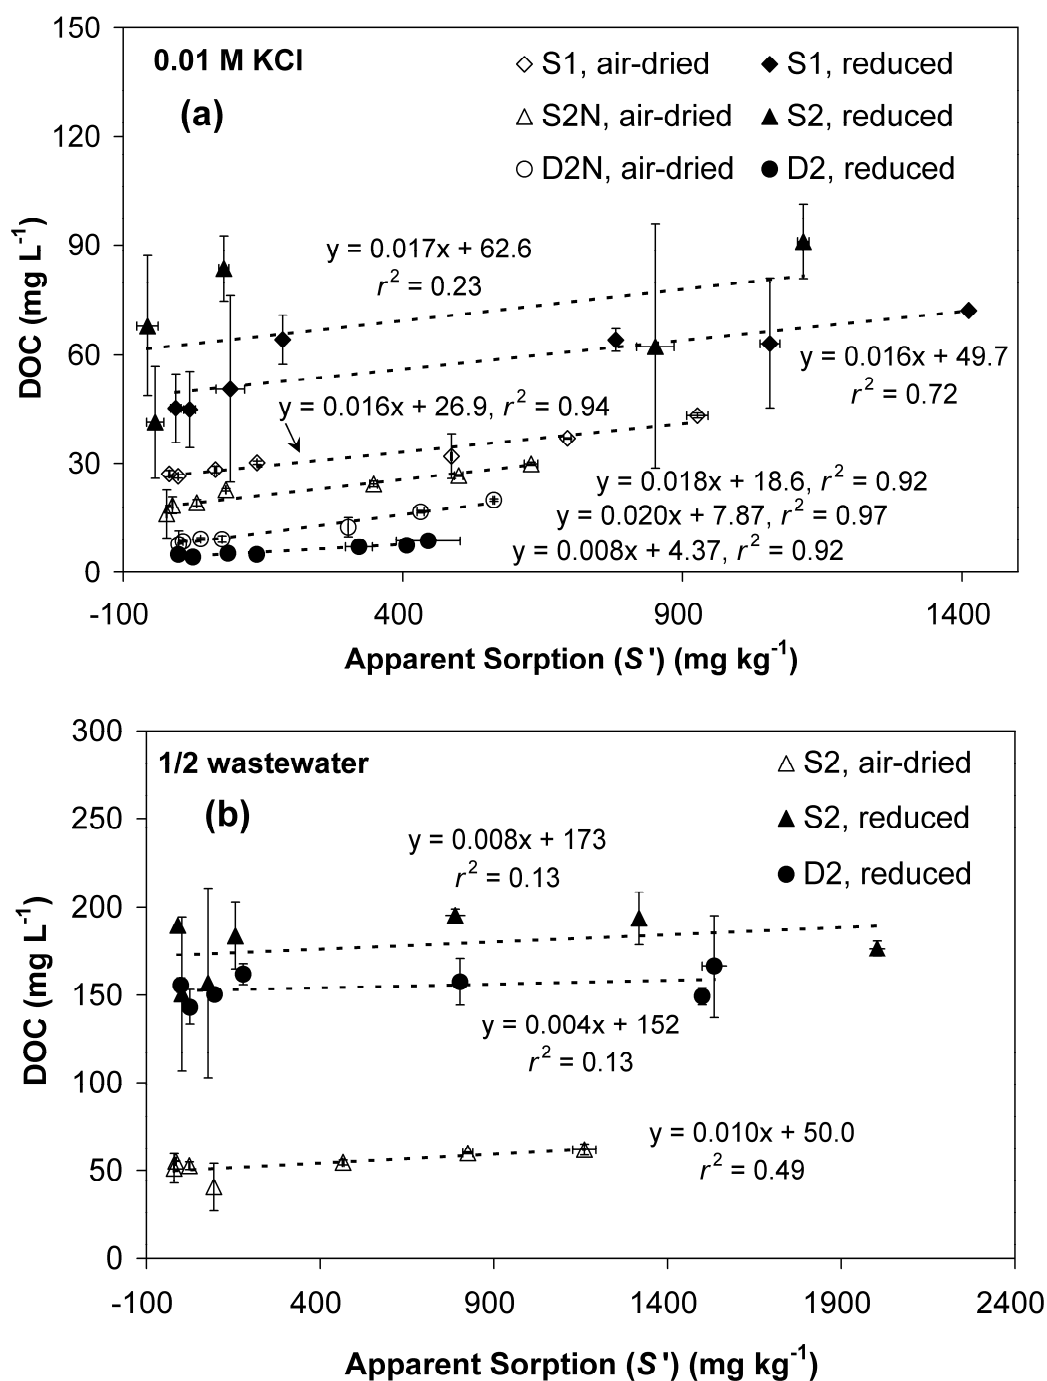 150
0.01 M KCl
S1, air-dried
S1, reduced
(a)
120
S2N, air-dried
S2, reduced
D2N, air-dried
D2, reduced
90
y = 0.017x + 62.6
r² = 0.23
DOC (mg L⁻¹)
60
y = 0.016x + 49.7
r² = 0.72
y = 0.016x + 26.9, r² = 0.94
30
y = 0.018x + 18.6, r² = 0.92
y = 0.020x + 7.87, r² = 0.97
y = 0.008x + 4.37, r² = 0.92
0
-100 400 900 1400
Apparent Sorption (S') (mg kg⁻¹)
300
1/2 wastewater
S2, air-dried
(b)
S2, reduced
250
y = 0.008x + 173
r² = 0.13
D2, reduced
200
DOC (mg L⁻¹)
150
y = 0.004x + 152
r² = 0.13
100
y = 0.010x + 50.0
r² = 0.49
50
0
-100 400 900 1400 1900 2400
Apparent Sorption (S') (mg kg⁻¹)